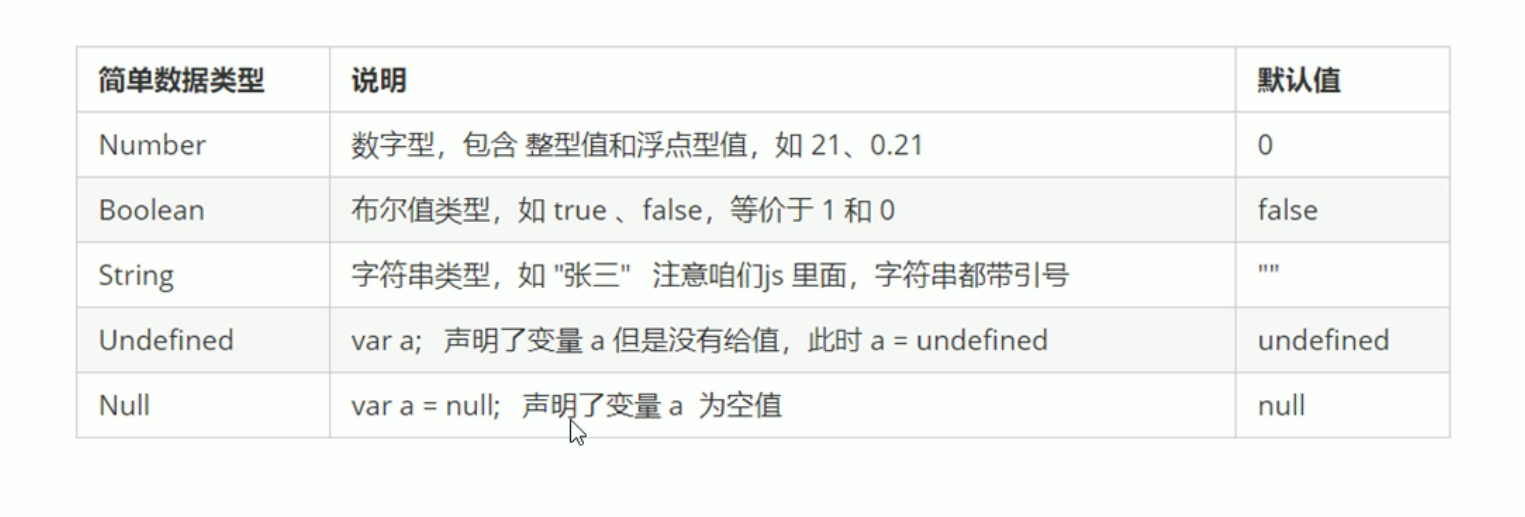 简单数据类型 说明 默认值
Number 数字型，包含 整型值和浮点型值，如 21、0.21 0
Boolean 布尔值类型，如 true 、false，等价于 1 和 0 false
String 字符串类型，如 "张三" 注意咱们js 里面，字符串都带引号 ""
Undefined var a; 声明了变量 a 但是没有给值，此时 a = undefined undefined
Null var a = null; 声明了变量 a 为空值 null